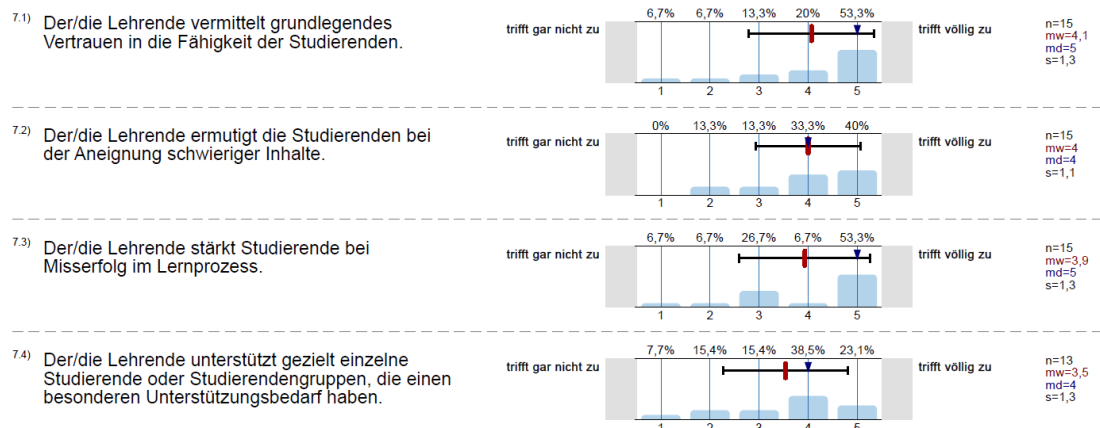 7.1) Der/die Lehrende vermittelt grundlegendes
Vertrauen in die Fähigkeit der Studierenden.
trifft gar nicht zu
6,7% 6,7% 13,3% 20% 53,3%
1 2 3 4 5
trifft völlig zu
n=15
mw=4,1
md=5
s=1,3
7.2) Der/die Lehrende ermutigt die Studierenden bei
der Aneignung schwieriger Inhalte.
trifft gar nicht zu
0% 13,3% 13,3% 33,3% 40%
1 2 3 4 5
trifft völlig zu
n=15
mw=4
md=4
s=1,1
7.3) Der/die Lehrende stärkt Studierende bei
Misserfolg im Lernprozess.
trifft gar nicht zu
6,7% 6,7% 26,7% 6,7% 53,3%
1 2 3 4 5
trifft völlig zu
n=15
mw=3,9
md=5
s=1,3
7.4) Der/die Lehrende unterstützt gezielt einzelne
Studierende oder Studierendengruppen, die einen
besonderen Unterstützungsbedarf haben.
trifft gar nicht zu
7,7% 15,4% 15,4% 38,5% 23,1%
1 2 3 4 5
trifft völlig zu
n=13
mw=3,5
md=4
s=1,3